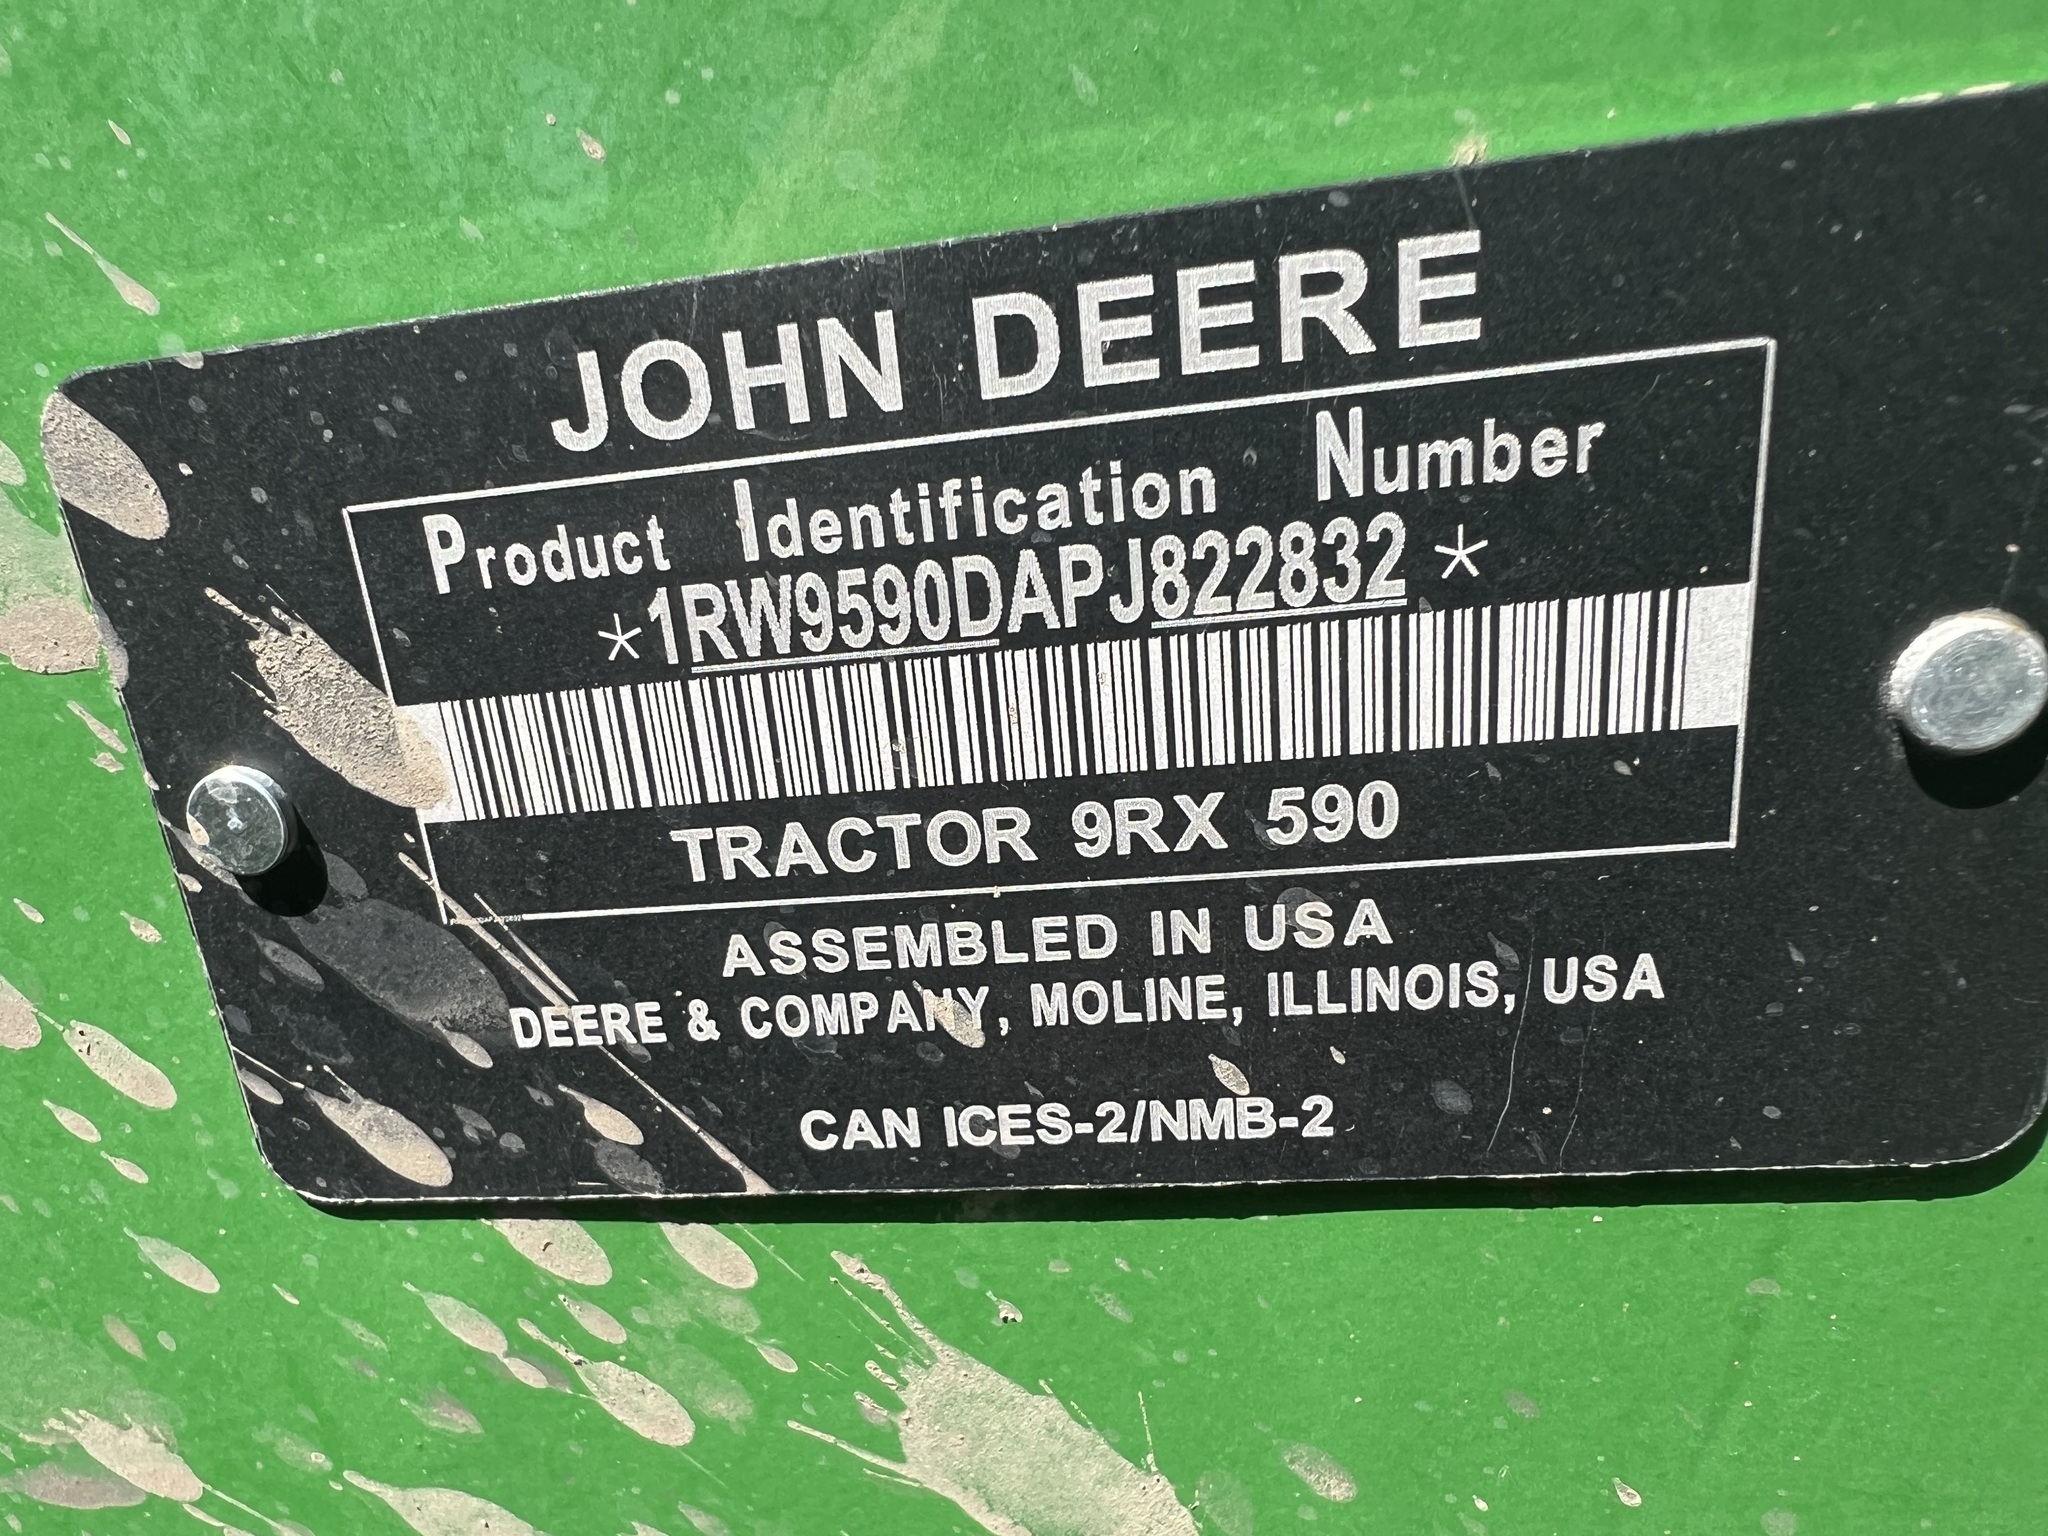 JOHN DEERE
Product Identification Number
*1RW9590DAPJ822832*
TRACTOR 9RX 590
ASSEMBLED IN USA
DEERE & COMPANY, MOLINE, ILLINOIS, USA
CAN ICES-2/NMB-2